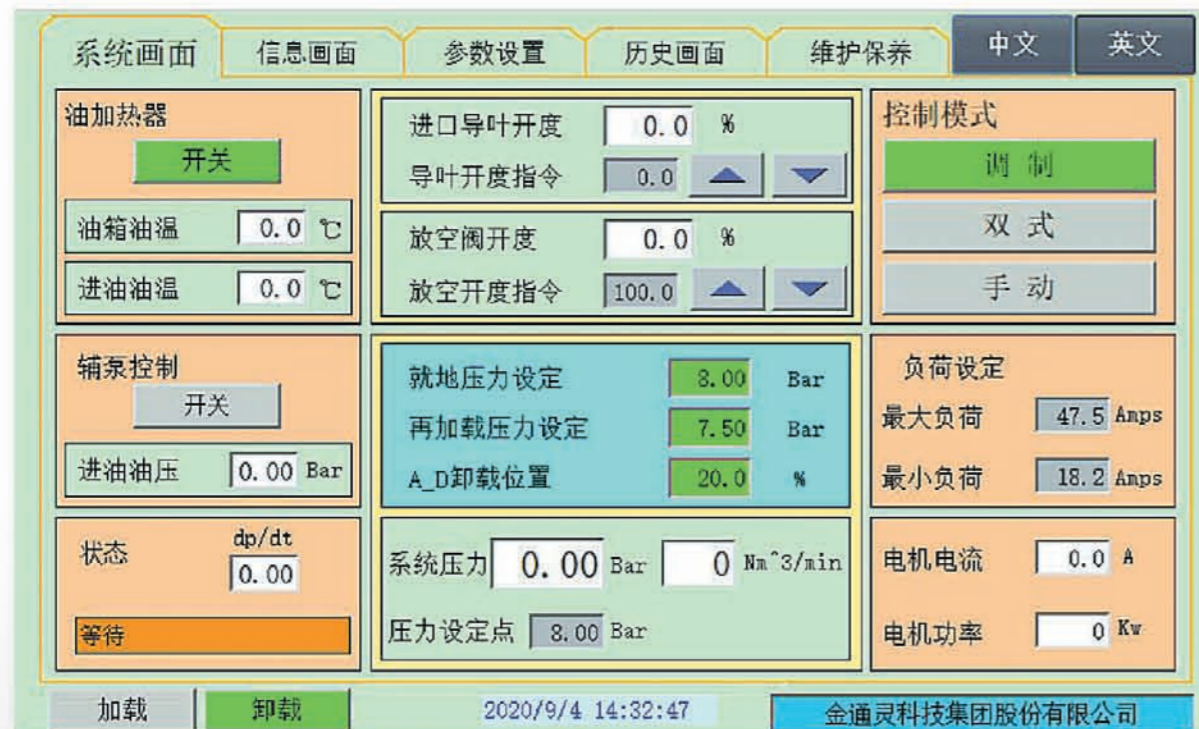 系统画面 信息画面 参数设置 历史画面 维护保养 中文 英文
油加热器
开关
油箱油温 0.0 ℃
进油油温 0.0 ℃
进口导叶开度 0.0 %
导叶开度指令 0.0
放空阀开度 0.0 %
放空开度指令 100.0
控制模式
调 制
双 式
手 动
辅泵控制
开关
进油油压 0.00 Bar
就地压力设定 8.00 Bar
再加载压力设定 7.50 Bar
A_D卸载位置 20.0 %
负荷设定
最大负荷 47.5 Amps
最小负荷 18.2 Amps
状态 dp/dt
0.00
等待
系统压力 0.00 Bar 0 Nm^3/min
压力设定点 8.00 Bar
电机电流 0.0 A
电机功率 0 Kw
加载 卸载 2020/9/4 14:32:47 金通灵科技集团股份有限公司